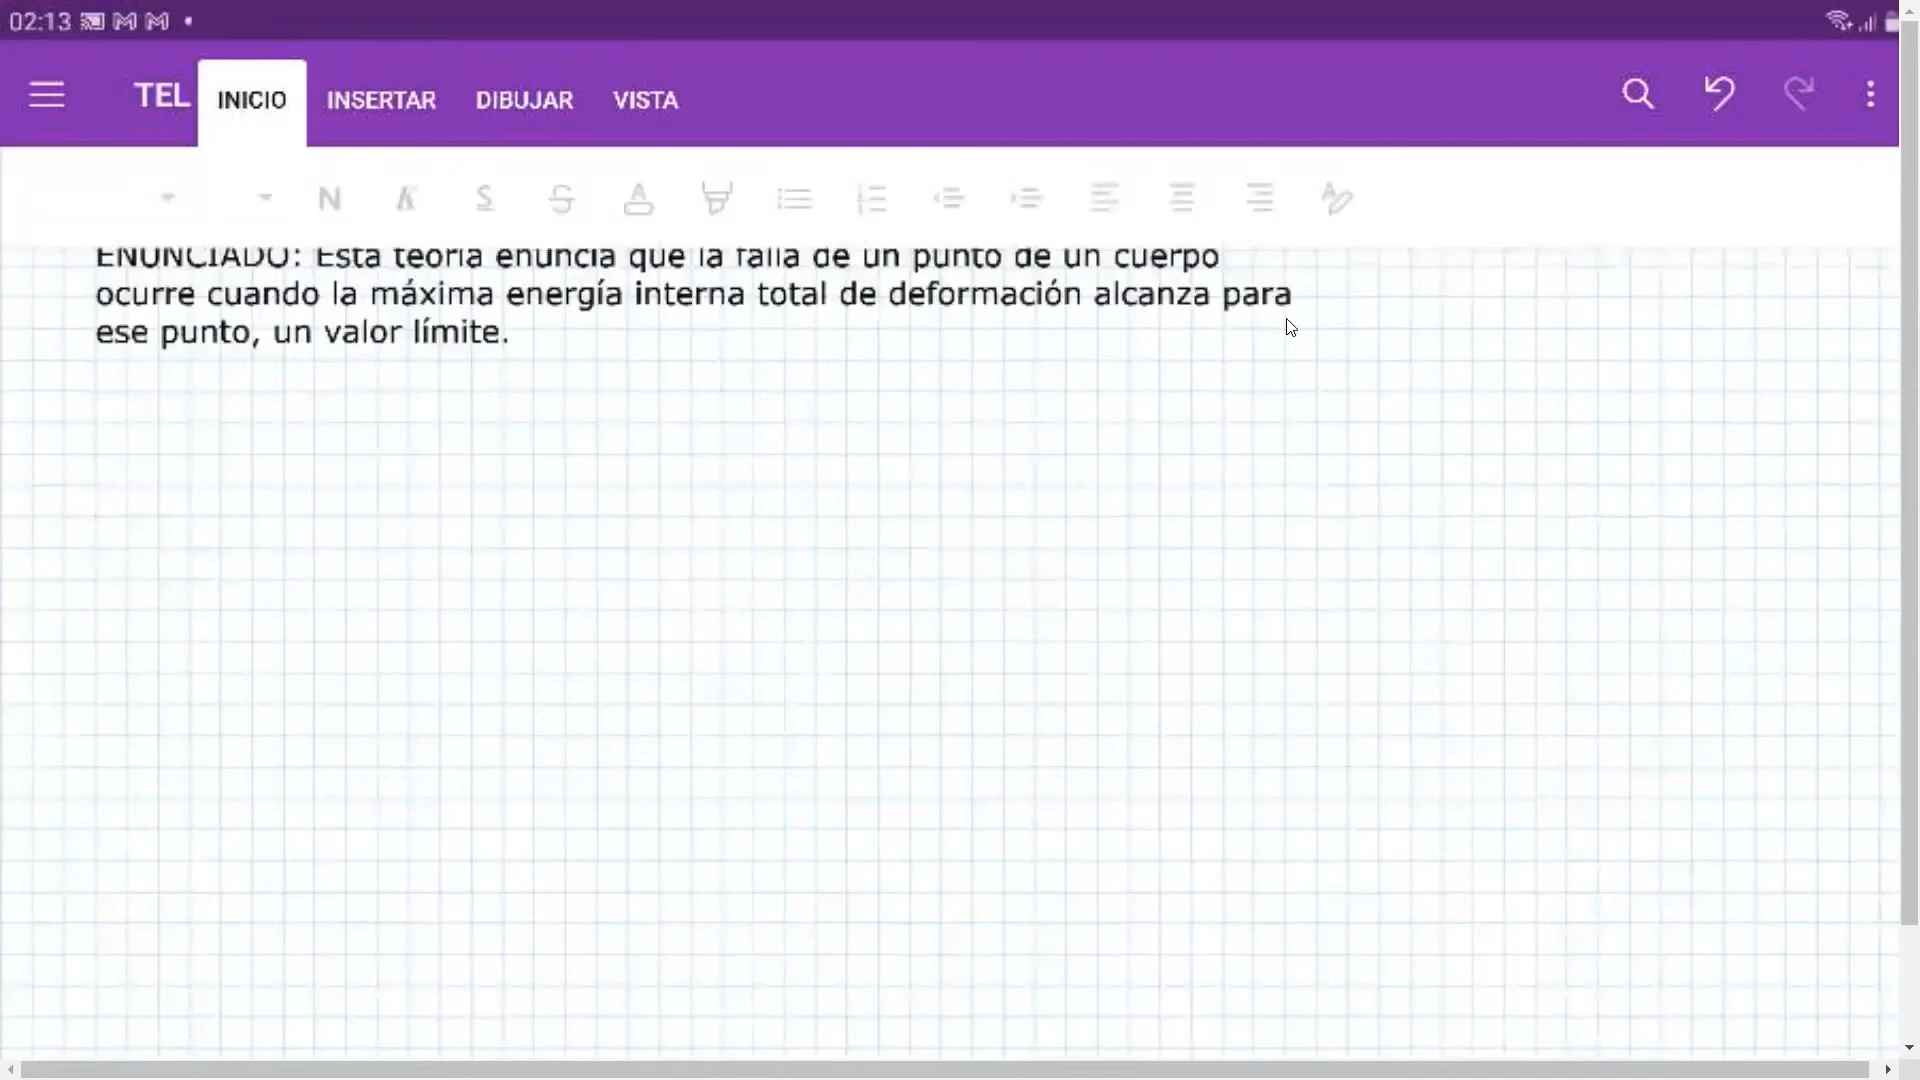 02:13
TEL INICIO INSERTAR DIBUJAR VISTA
N K S S A
ENUNCIADO: Esta teoría enuncia que la falla de un punto de un cuerpo
ocurre cuando la máxima energía interna total de deformación alcanza para
ese punto, un valor límite.